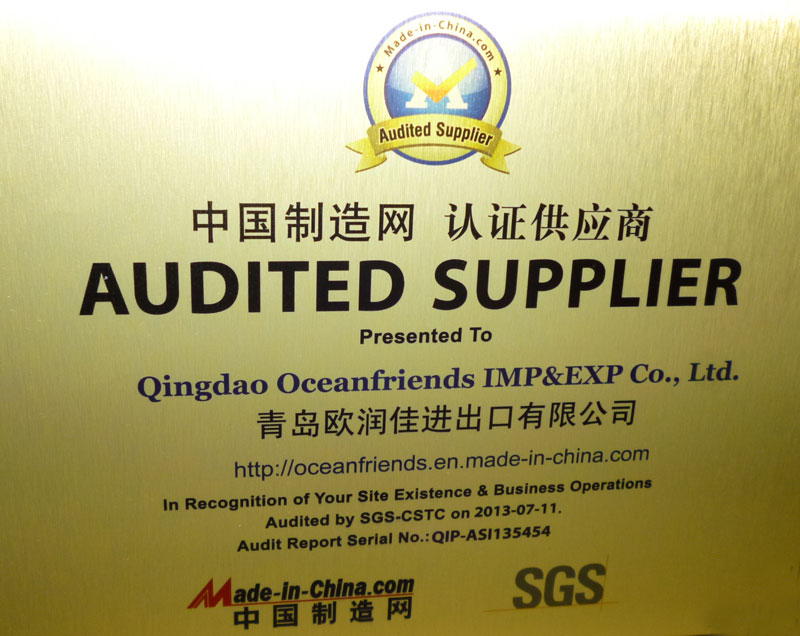 Made-in-China.com
Audited Supplier
中国制造网 认证供应商
AUDITED SUPPLIER
Presented To
Qingdao Oceanfriends IMP&EXP Co., Ltd.
青岛欧润佳进出口有限公司
http://oceanfriends.en.made-in-china.com
In Recognition of Your Site Existence & Business Operations
Audited by SGS-CSTC on 2013-07-11.
Audit Report Serial No.: QIP-ASI135454
Made-in-China.com
中国制造网
SGS